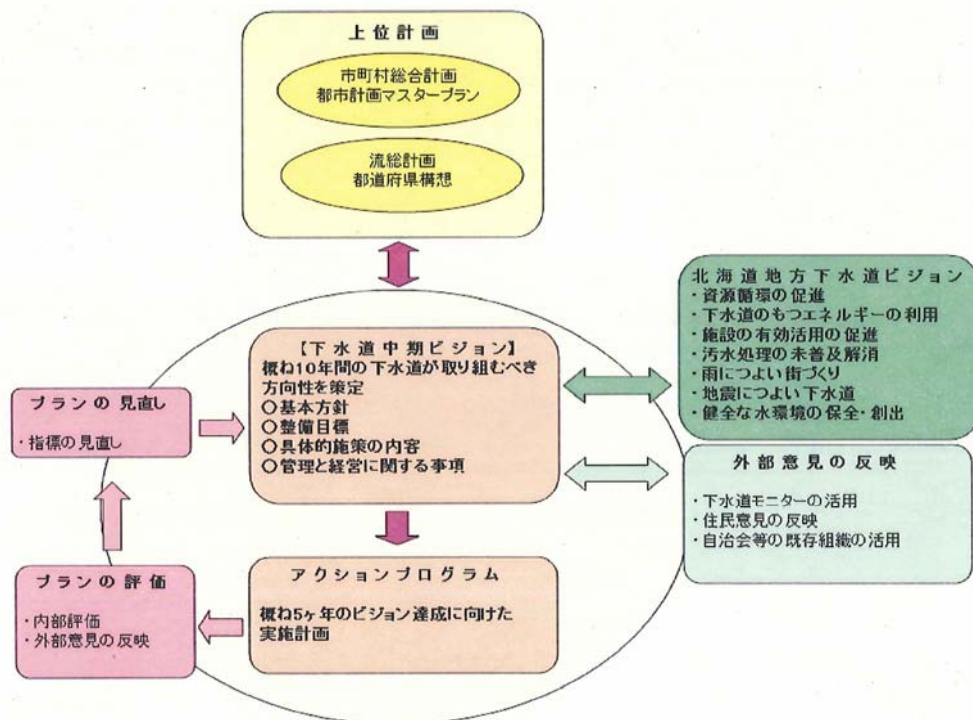 上位計画
市町村総合計画
都市計画マスタープラン
流総計画
都道府県構想
北海道地方下水道ビジョン
・資源循環の促進
・下水道のもつエネルギーの利用
・施設の有効活用の促進
・汚水処理の未普及解消
・雨につよい街づくり
・地震につよい下水道
・健全な水環境の保全・創出
【下水道中期ビジョン】
概ね10年間の下水道が取り組むべき
方向性を策定
○基本方針
○整備目標
○具体的施策の内容
○管理と経営に関する事項
プランの見直し
・指標の見直し
外部意見の反映
・下水道モニターの活用
・住民意見の反映
・自治会等の既存組織の活用
アクションプログラム
概ね5ヶ年のビジョン達成に向けた
実施計画
プランの評価
・内部評価
・外部意見の反映